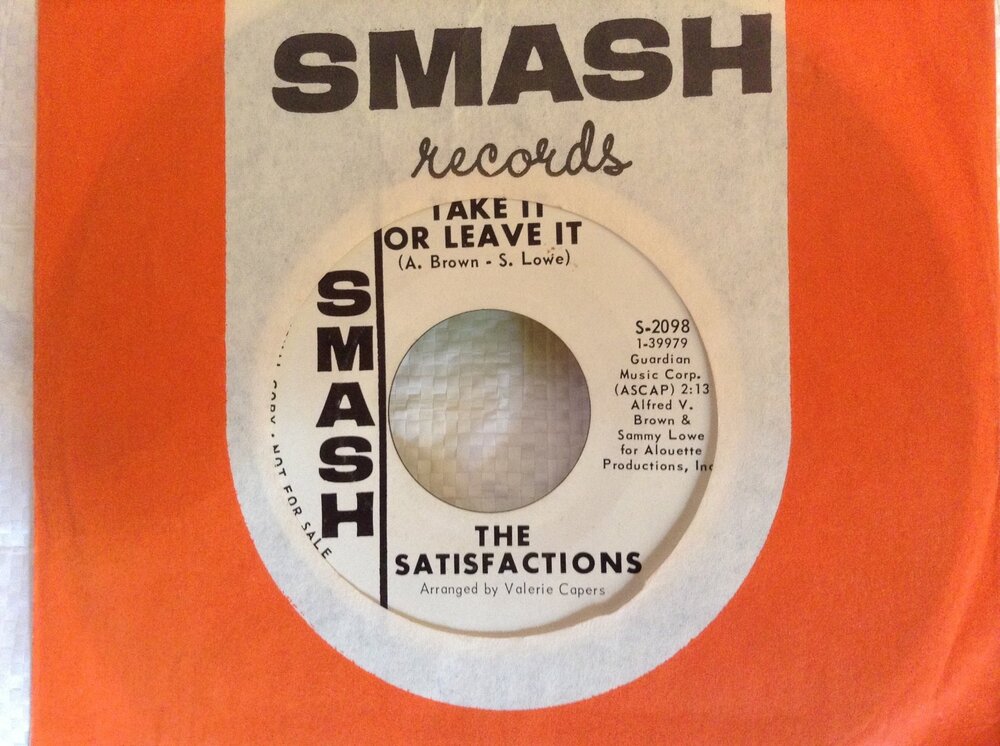 SMASH
records
TAKE IT
OR LEAVE IT
(A. Brown - S. Lowe)
SMASH
S-2098
1-39979
Guardian
Music Corp.
(ASCAP) 2:13
Alfred V.
Brown &
Sammy Lowe
for Alouette
Productions, Inc
COPY • NOT FOR SALE
THE
SATISFACTIONS
Arranged by Valerie Capers